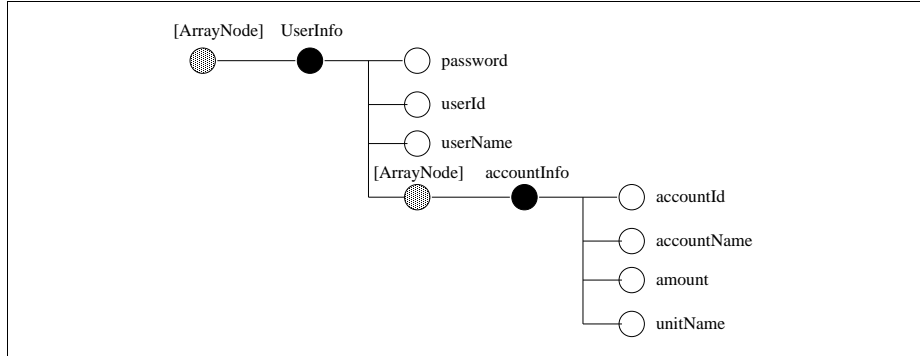 [ArrayNode] UserInfo
password
userId
userName
[ArrayNode] accountInfo
accountId
accountName
amount
unitName